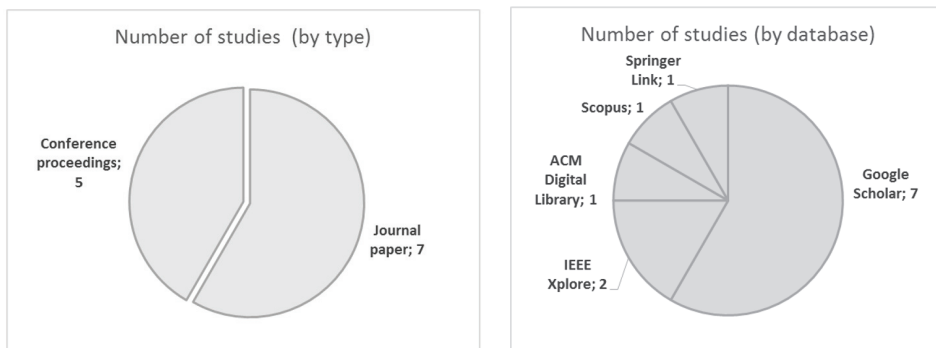 Number of studies (by type)
Conference
proceedings;
5
Journal
paper; 7
Number of studies (by database)
Springer
Link; 1
Scopus; 1
ACM
Digital
Library; 1
IEEE
Xplore; 2
Google
Scholar; 7